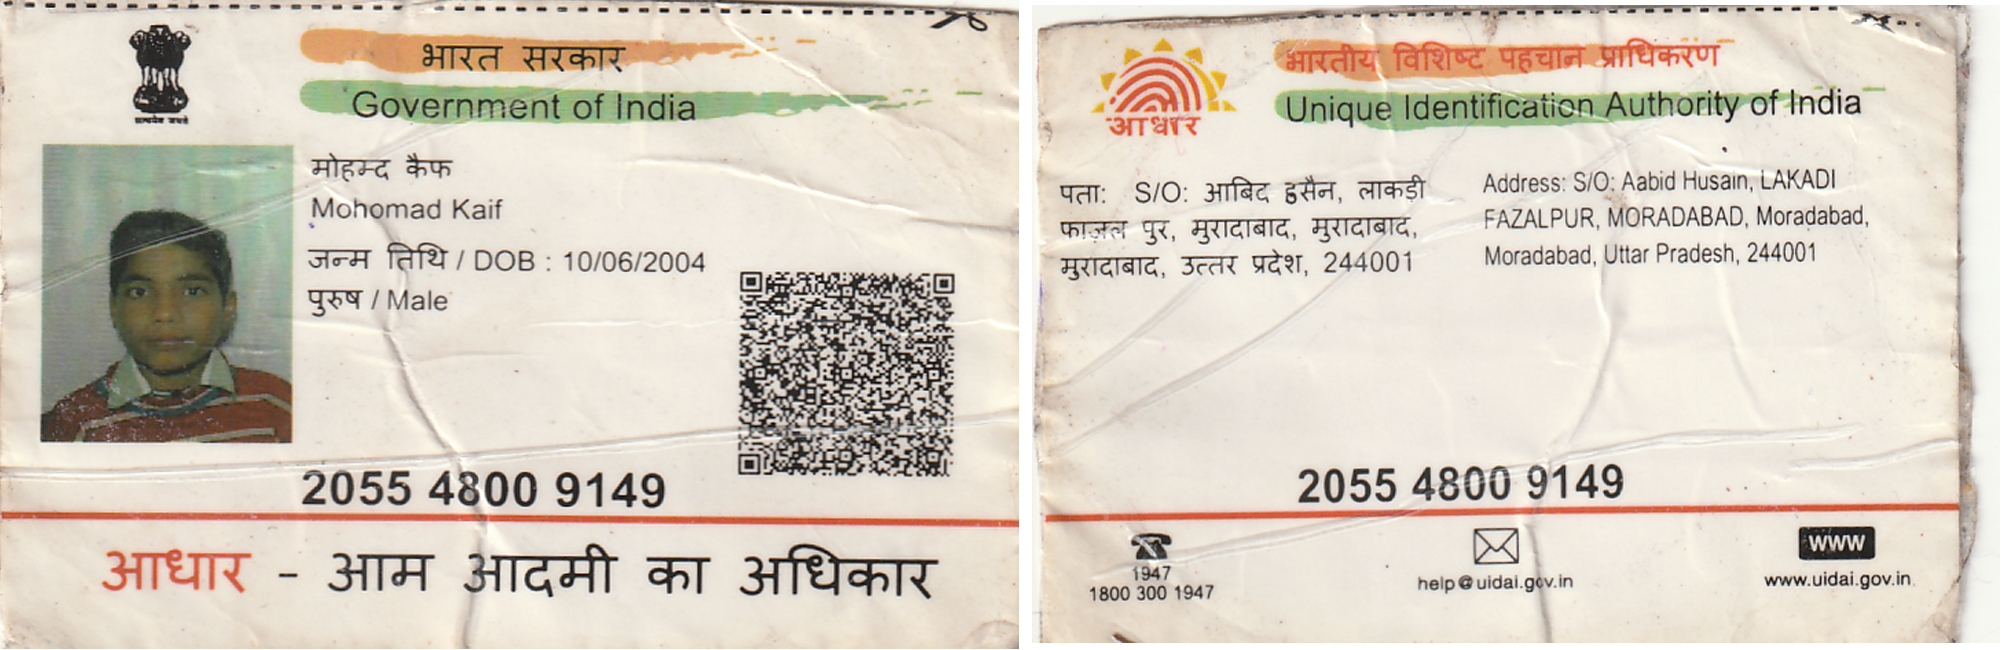 भारत सरकार
Government of India
सत्यमेव जयते
मोहम्द कैफ
Mohomad Kaif
जन्म तिथि / DOB : 10/06/2004
पुरुष / Male
2055 4800 9149
आधार - आम आदमी का अधिकार
भारतीय विशिष्ट पहचान प्राधिकरण
Unique Identification Authority of India
आधार
पता: S/O: आबिद हुसैन, लाकड़ी
फाज़ल पुर, मुरादाबाद, मुरादाबाद,
मुरादाबाद, उत्तर प्रदेश, 244001
Address: S/O: Aabid Husain, LAKADI
FAZALPUR, MORADABAD, Moradabad,
Moradabad, Uttar Pradesh, 244001
2055 4800 9149
1947
1800 300 1947
help@uidai.gov.in
www
www.uidai.gov.in